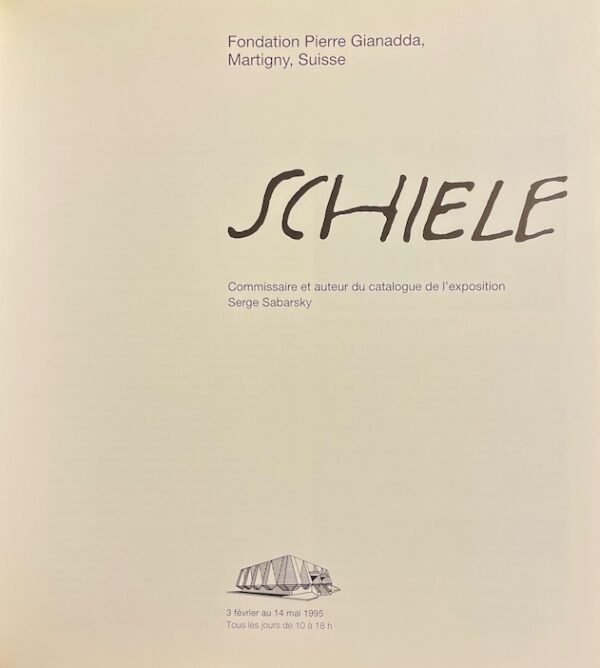 Fondation Pierre Gianadda,
Martigny, Suisse
SCHIELE
Commissaire et auteur du catalogue de l'exposition
Serge Sabarsky
3 février au 14 mai 1995
Tous les jours de 10 à 18 h